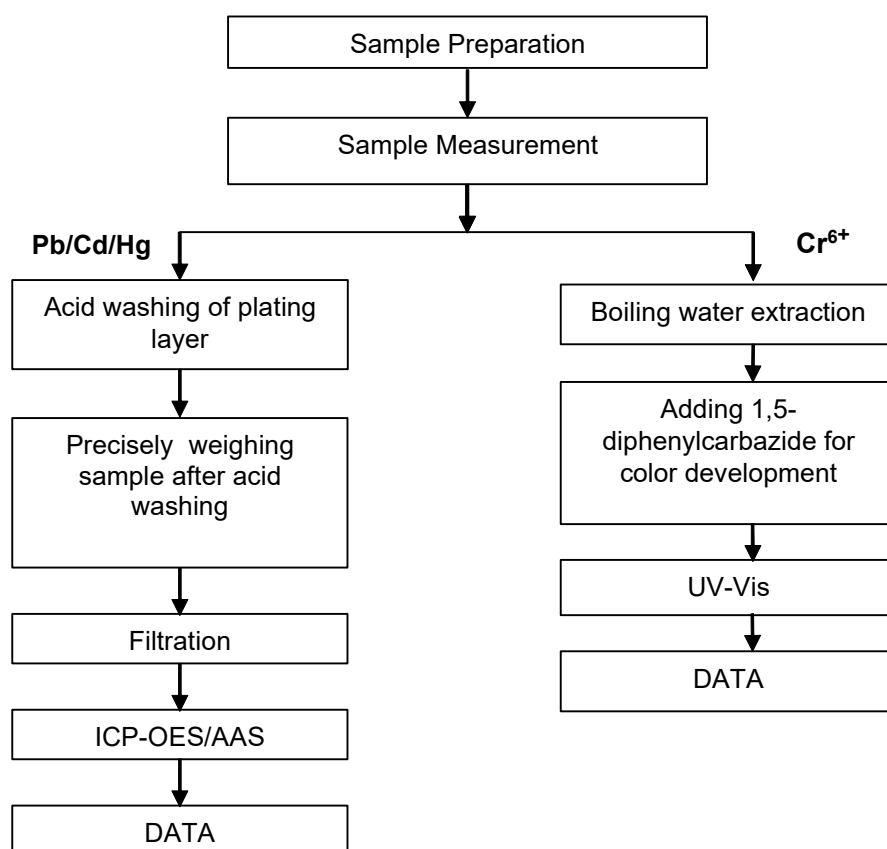 Sample Preparation
Sample Measurement
Pb/Cd/Hg
Acid washing of plating
layer
Precisely weighing
sample after acid
washing
Filtration
ICP-OES/AAS
DATA
Cr⁶⁺
Boiling water extraction
Adding 1,5-
diphenylcarbazide for
color development
UV-Vis
DATA